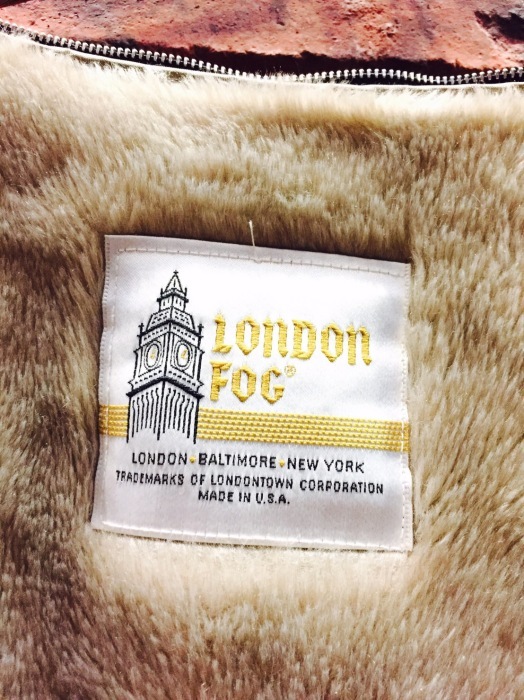 LONDON
FOG®
LONDON • BALTIMORE • NEW YORK
TRADEMARKS OF LONDONTOWN CORPORATION
MADE IN U.S.A.